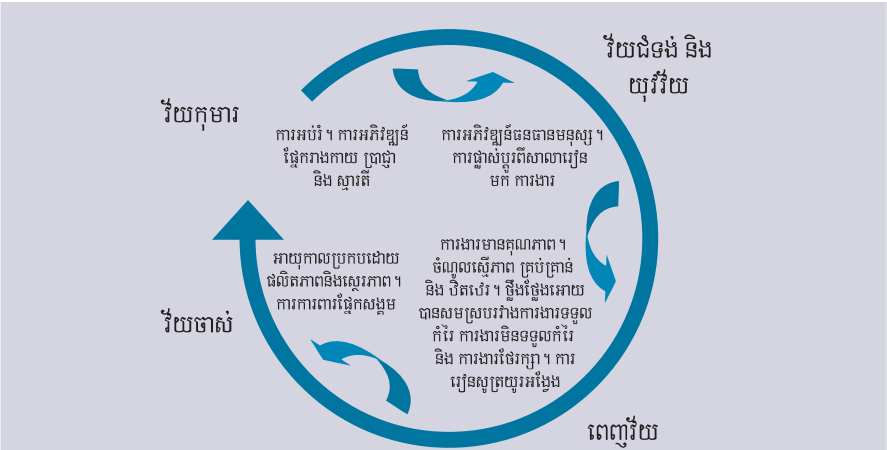 វ័យកុមារ
ការអប់រំ។ ការអភិវឌ្ឍន៍
ផ្នែករាងកាយ ប្រាជ្ញា
និង ស្មារតី
វ័យជំទង់ និង
យុវវ័យ
ការអភិវឌ្ឍន៍ធនធានមនុស្ស។
ការផ្លាស់ប្តូរពីសាលារៀន
មក ការងារ
ពេញវ័យ
ការងារមានគុណភាព។
ចំណូលស្មើភាព គ្រប់គ្រាន់
និង ឋិតឋេរ។ ថ្លឹងថ្លែងអោយ
បានសមស្របរវាងការងារទទួល
កំរៃ ការងារមិនទទួលកំរៃ
និង ការងារថែរក្សា។ ការ
រៀនសូត្រយូរអង្វែង
វ័យចាស់
អាយុកាលប្រកបដោយ
ផលិតភាពនិងស្ថេរភាព។
ការការពារផ្នែកសង្គម